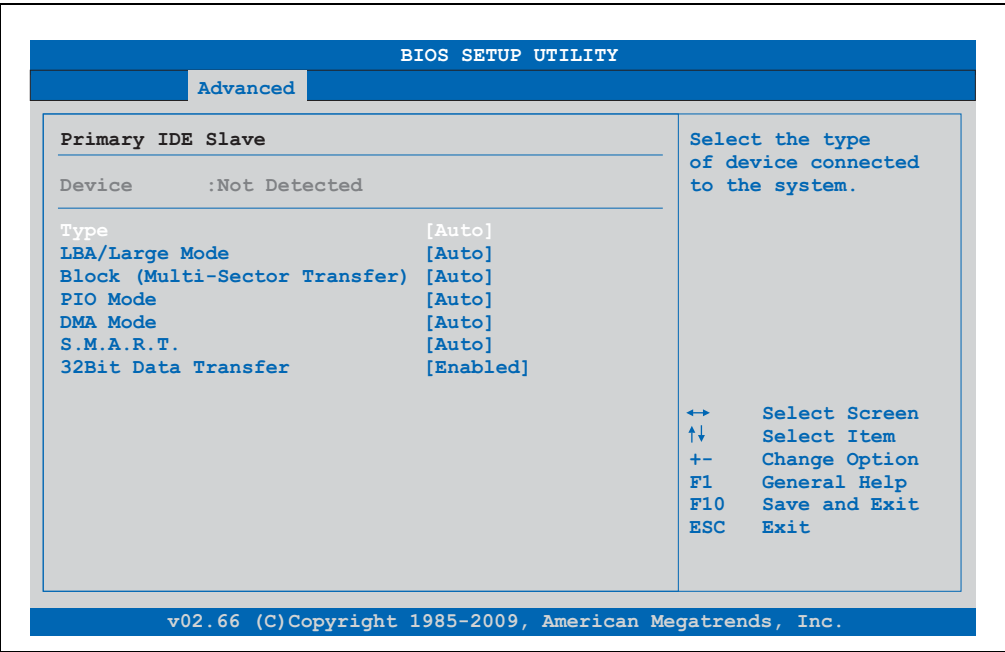 BIOS SETUP UTILITY
Advanced
Primary IDE Slave
Device :Not Detected
Type [Auto]
LBA/Large Mode [Auto]
Block (Multi-Sector Transfer) [Auto]
PIO Mode [Auto]
DMA Mode [Auto]
S.M.A.R.T. [Auto]
32Bit Data Transfer [Enabled]
Select the type
of device connected
to the system.
↔ Select Screen
↑↓ Select Item
+- Change Option
F1 General Help
F10 Save and Exit
ESC Exit
v02.66 (C)Copyright 1985-2009, American Megatrends, Inc.